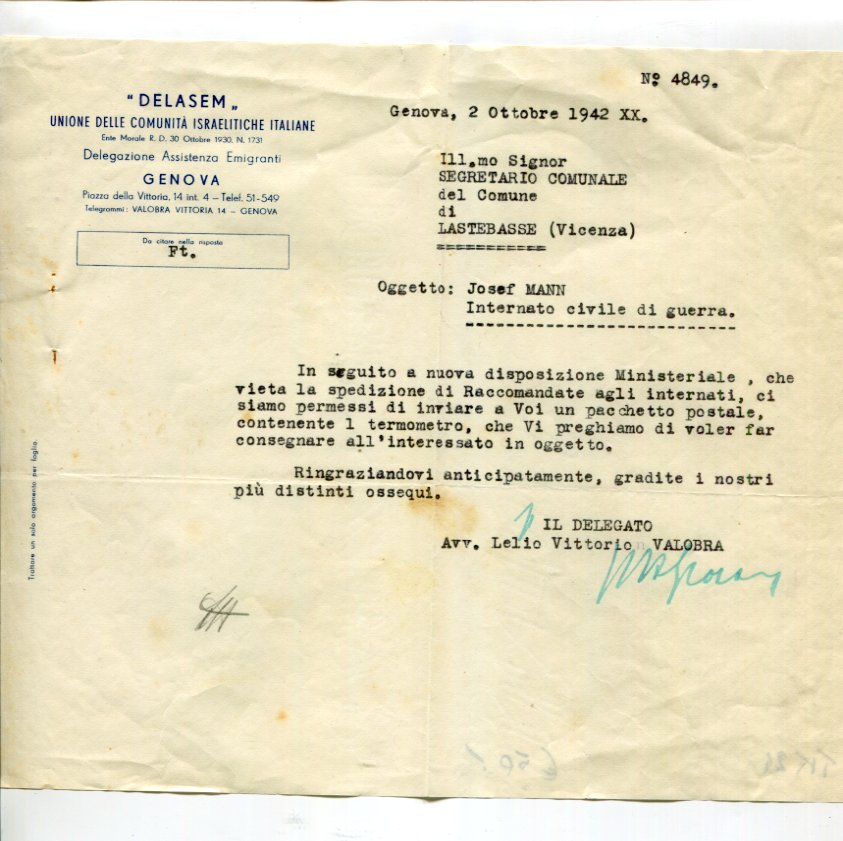 Nº 4849.
"DELASEM„
UNIONE DELLE COMUNITÀ ISRAELITICHE ITALIANE
Ente Morale R. D. 30 Ottobre 1930, N. 1731
Delegazione Assistenza Emigranti
GENOVA
Piazza della Vittoria, 14 int. 4 – Telef. 51-549
Telegrammi: VALOBRA VITTORIA 14 – GENOVA
Da citare nella risposta
Ft.
Genova, 2 Ottobre 1942 XX.
Ill.mo Signor
SEGRETARIO COMUNALE
del Comune
di
LASTEBASSE (Vicenza)
Oggetto: Josef MANN
Internato civile di guerra.
In seguito a nuova disposizione Ministeriale , che
vieta la spedizione di Raccomandate agli internati, ci
siamo permessi di inviare a Voi un pacchetto postale,
contenente 1 termometro, che Vi preghiamo di voler far
consegnare all'interessato in oggetto.
Ringraziandovi anticipatamente, gradite i nostri
più distinti ossequi.
IL DELEGATO
Avv. Lelio Vittorio VALOBRA
Trattare un solo argomento per foglio.